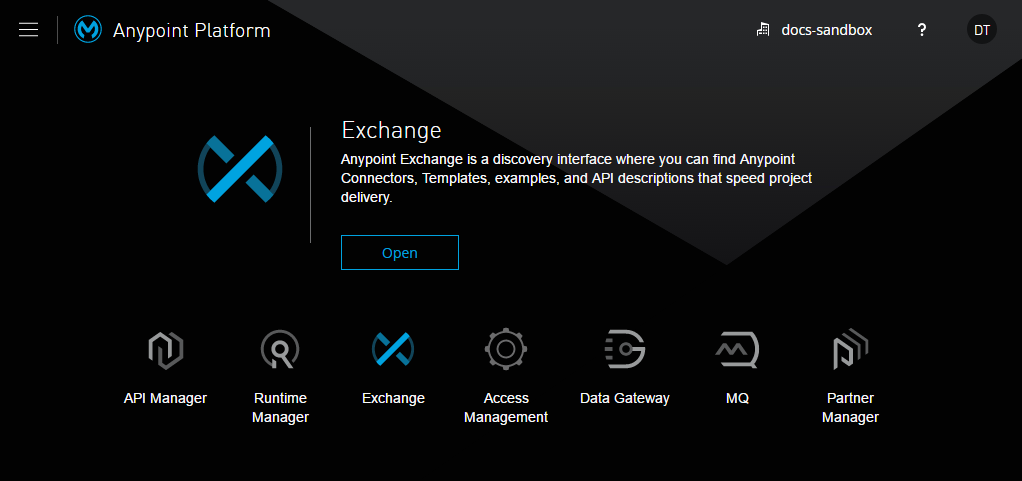 Anypoint Platform
docs-sandbox
?
DT
Exchange
Anypoint Exchange is a discovery interface where you can find Anypoint
Connectors, Templates, examples, and API descriptions that speed project
delivery.
Open
API Manager
Runtime
Manager
Exchange
Access
Management
Data Gateway
MQ
Partner
Manager